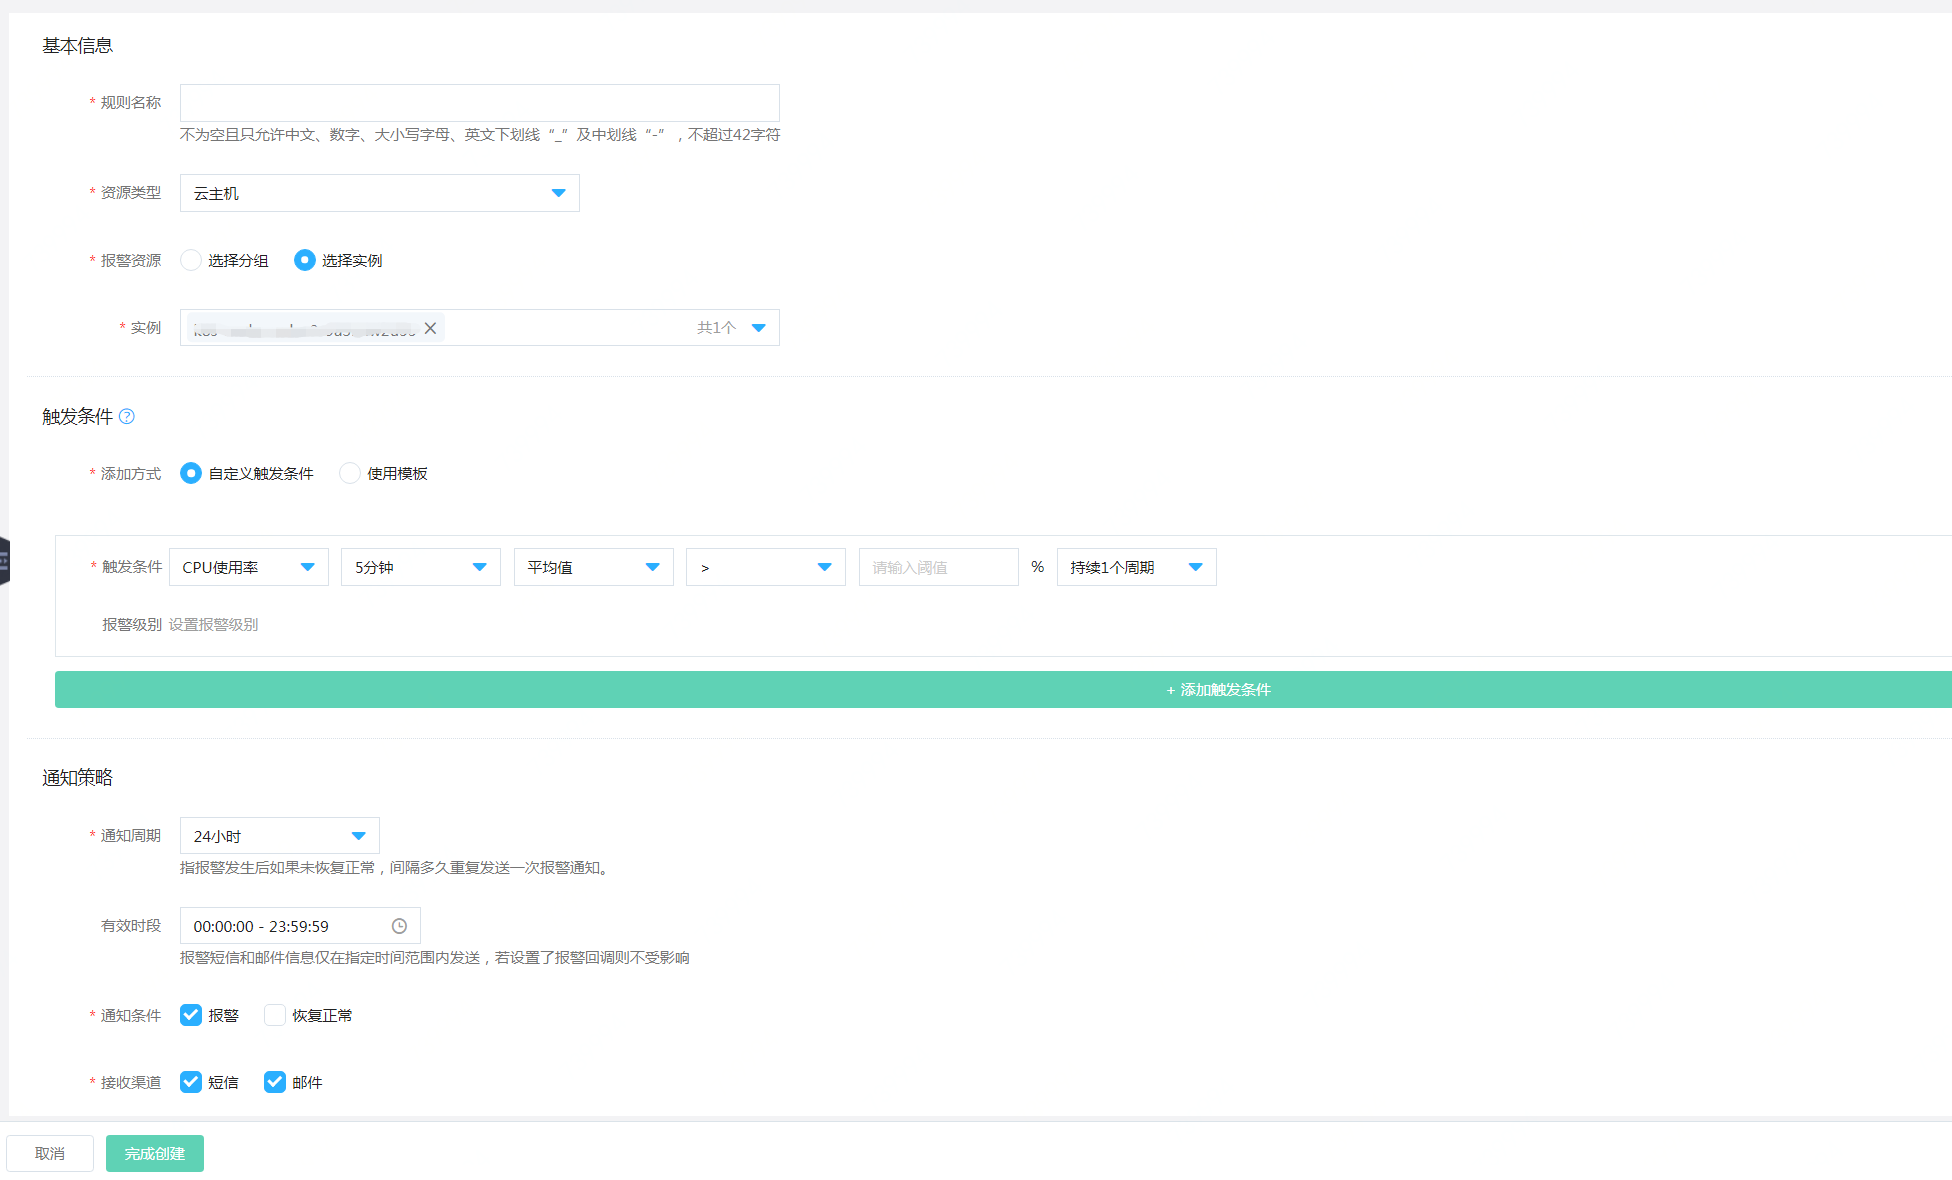 基本信息
* 规则名称
不为空且只允许中文、数字、大小写字母、英文下划线“_”及中划线“-”，不超过42字符
* 资源类型 云主机
* 报警资源 选择分组 选择实例
* 实例 共1个
触发条件 ?
* 添加方式 自定义触发条件 使用模板
* 触发条件 CPU使用率 5分钟 平均值 > 请输入阈值 % 持续1个周期
报警级别 设置报警级别
+ 添加触发条件
通知策略
* 通知周期 24小时
指报警发生后如果未恢复正常，间隔多久重复发送一次报警通知。
有效时段 00:00:00 - 23:59:59
报警短信和邮件信息仅在指定时间范围内发送，若设置了报警回调则不受影响
* 通知条件 报警 恢复正常
* 接收渠道 短信 邮件
取消 完成创建